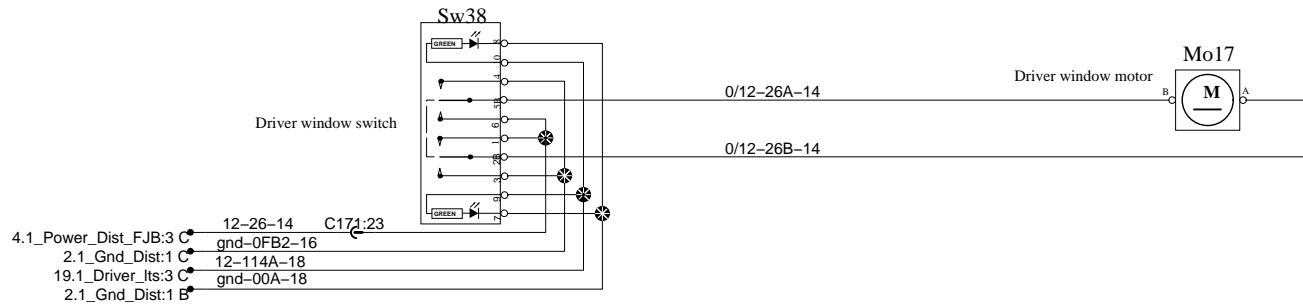 Sw38
GREEN
8
10
4
5B
6
1
2B
3
9
7
GREEN
Driver window switch
0/12−26A−14
0/12−26B−14
Driver window motor
Mo17
B
M
A
12−26−14
C171:23
4.1_Power_Dist_FJB:3 C
gnd−0FB2−16
2.1_Gnd_Dist:1 C
12−114A−18
19.1_Driver_lts:3 C
gnd−00A−18
2.1_Gnd_Dist:1 B